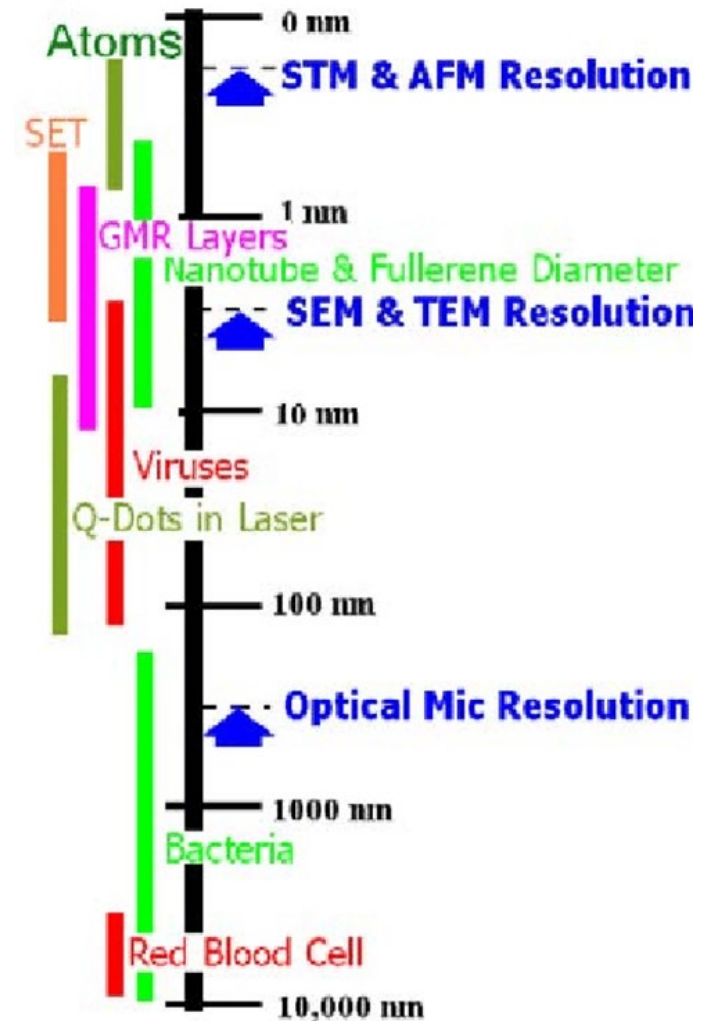 0 nm
Atoms
STM & AFM Resolution
SET
1 nm
GMR Layers
Nanotube & Fullerene Diameter
SEM & TEM Resolution
10 nm
Viruses
Q-Dots in Laser
100 nm
Optical Mic Resolution
1000 nm
Bacteria
Red Blood Cell
10,000 nm